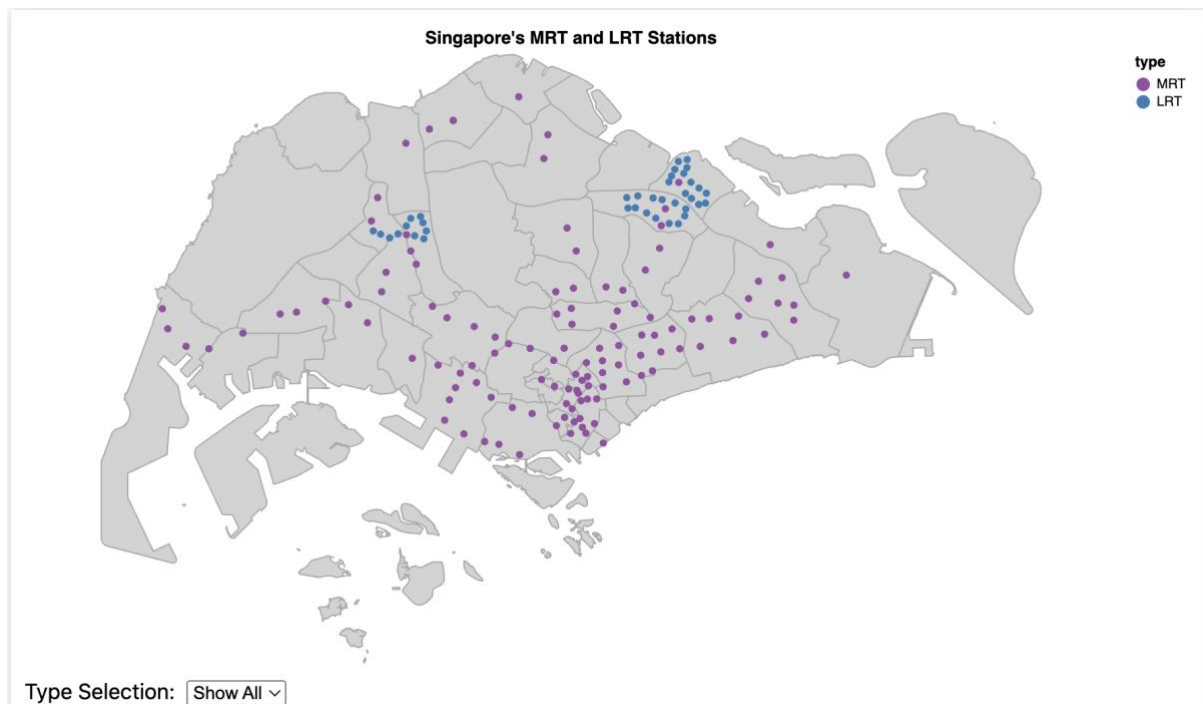 Singapore's MRT and LRT Stations
type
MRT
LRT
Type Selection: Show All